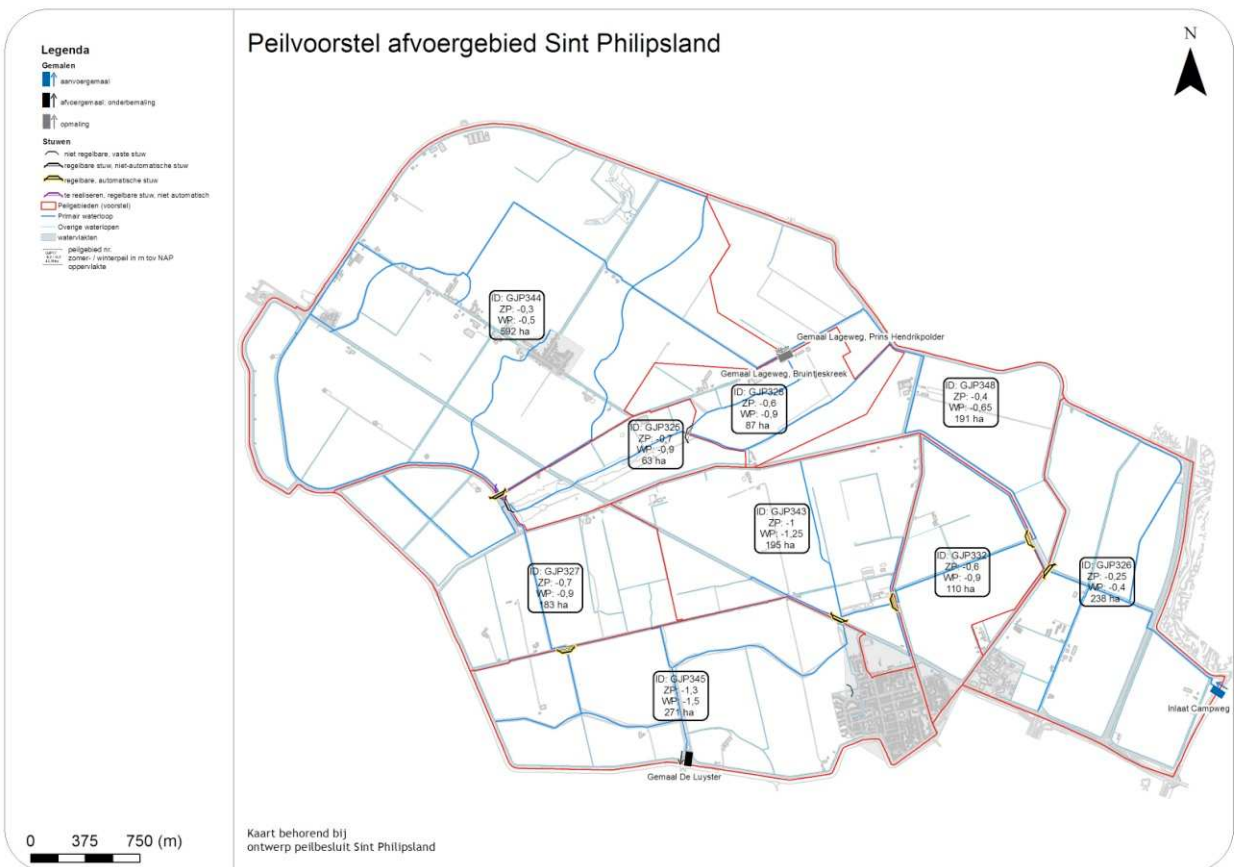 Peilvoorstel afvoergebied Sint Philipsland
N
Legenda
Gemalen
aanvoergemaal
afvoergemaal; onderbemaling
opmaling
Stuwen
niet regelbare, vaste stuw
regelbare stuw, niet-automatische stuw
regelbare, automatische stuw
te realiseren, regelbare stuw, niet automatisch
Peilgebieden (voorstel)
Primair waterloop
Overige waterlopen
watervlakten
peilgebied nr.
zomer- / winterpeil in m tov NAP
oppervlakte
ID: GJP344
ZP: -0,3
WP: -0,5
592 ha
Gemaal Lageweg, Prins Hendrikpolder
Gemaal Lageweg, Bruintjeskreek
ZP: -0,6
WP: -0,9
87 ha
ID: GJP348
ZP: -0,4
WP: -0,65
191 ha
ID: GJP325
ZP: -0,7
WP: -0,9
63 ha
ID: GJP343
ZP: -1
WP: -1,25
195 ha
ID: GJP332
ZP: -0,6
WP: -0,9
110 ha
ID: GJP326
ZP: -0,25
WP: -0,4
238 ha
ID: GJP327
ZP: -0,7
WP: -0,9
183 ha
ID: GJP345
ZP: -1,3
WP: -1,5
271 ha
Inlaat Campweg
Gemaal De Luyster
0 375 750 (m)
Kaart behorend bij
ontwerp peilbesluit Sint Philipsland